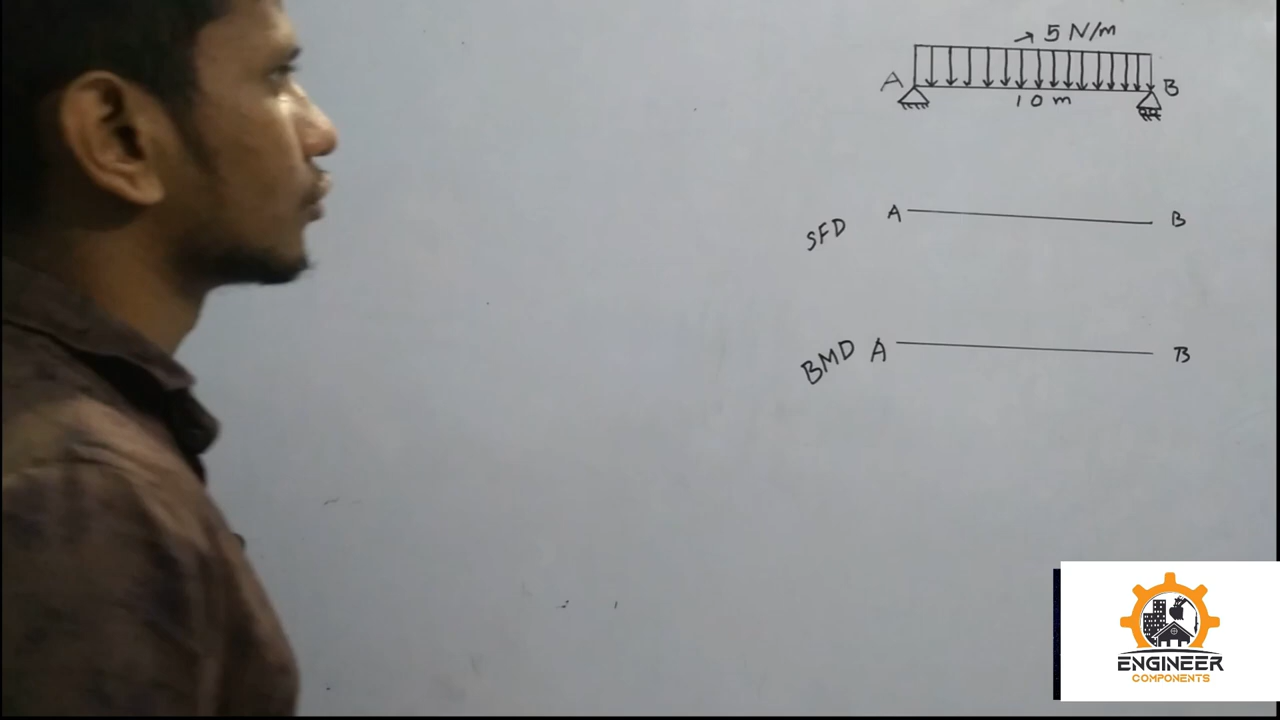 → 5 N/m
A B
10 m
SFD A B
BMD A B
ENGINEER
COMPONENTS